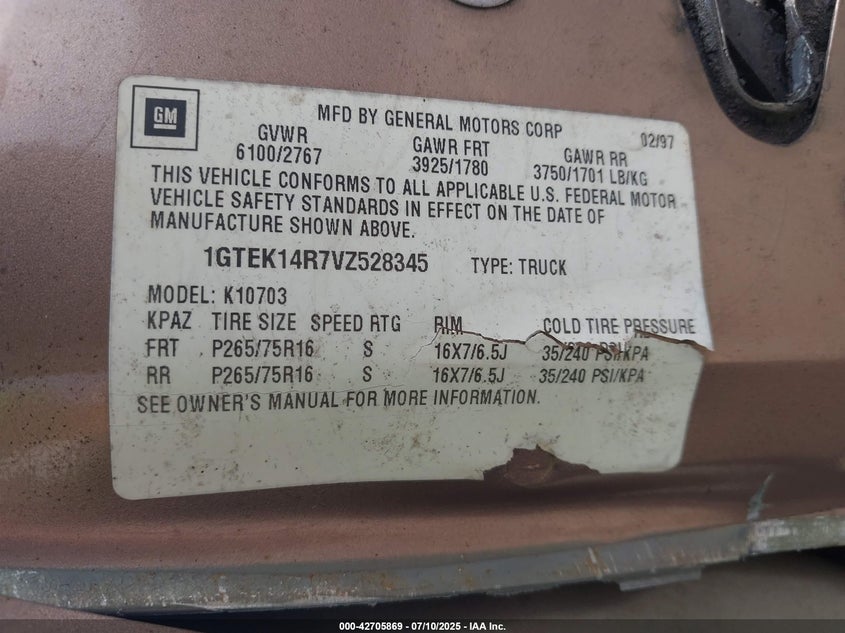 GM
MFD BY GENERAL MOTORS CORP 02/97
GVWR GAWR FRT GAWR RR
6100/2767 3925/1780 3750/1701 LB/KG
THIS VEHICLE CONFORMS TO ALL APPLICABLE U.S. FEDERAL MOTOR
VEHICLE SAFETY STANDARDS IN EFFECT ON THE DATE OF
MANUFACTURE SHOWN ABOVE.
1GTEK14R7VZ528345 TYPE: TRUCK
MODEL: K10703
KPAZ TIRE SIZE SPEED RTG RIM COLD TIRE PRESSURE
FRT P265/75R16 S 16X7/6.5J 35/240 PSI/KPA
RR P265/75R16 S 16X7/6.5J 35/240 PSI/KPA
SEE OWNER'S MANUAL FOR MORE INFORMATION.
000-42705869 - 07/10/2025 - IAA Inc.